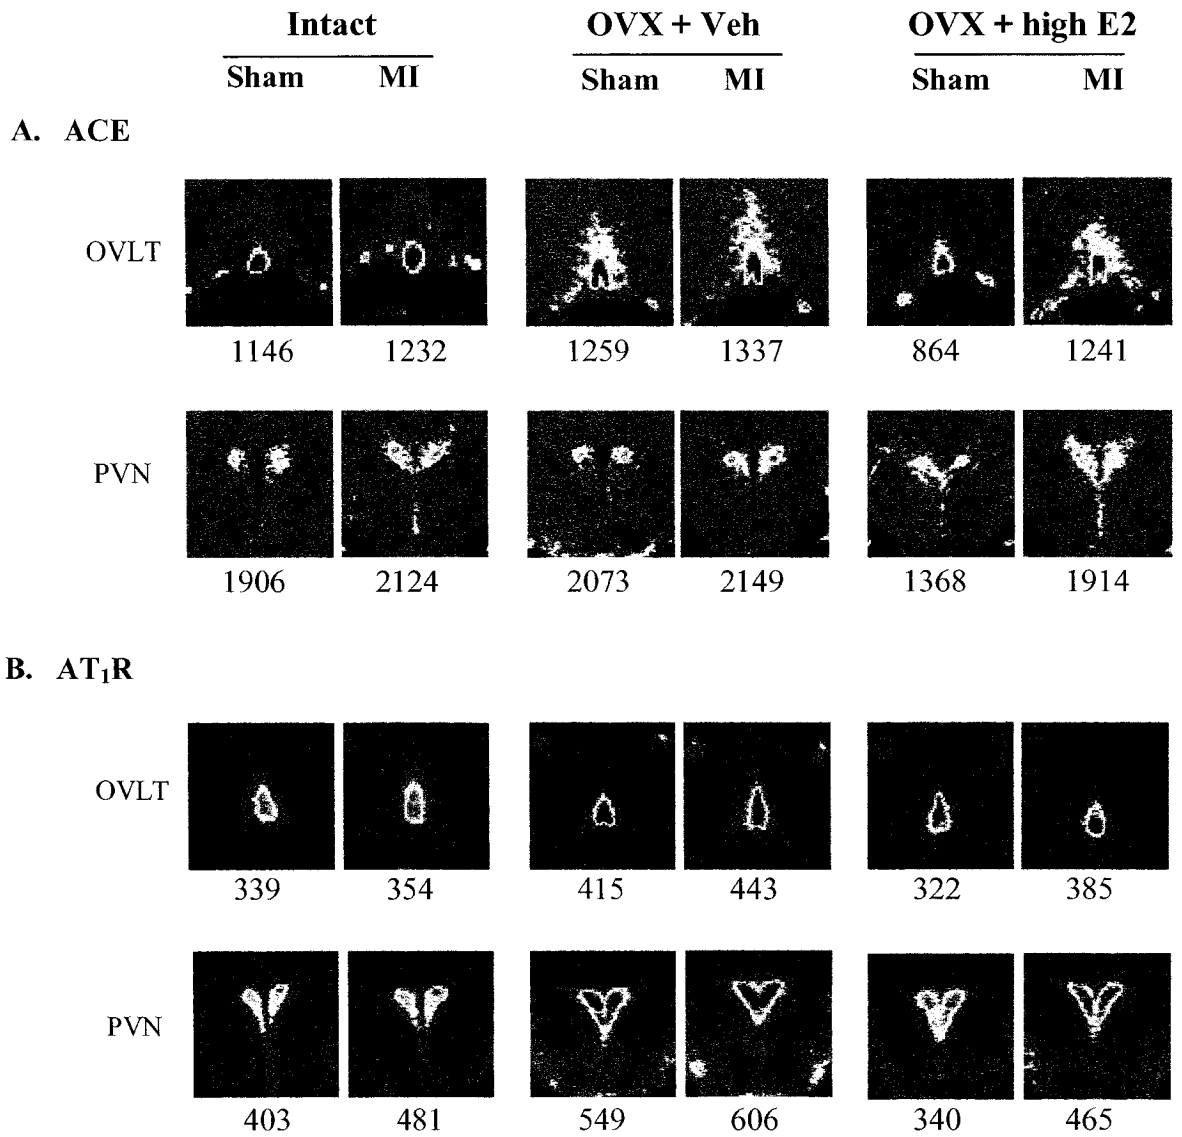 Intact OVX + Veh OVX + high E2
Sham MI Sham MI Sham MI
A. ACE
OVLT
1146 1232 1259 1337 864 1241
PVN
1906 2124 2073 2149 1368 1914
B. AT₁R
OVLT
339 354 415 443 322 385
PVN
403 481 549 606 340 465